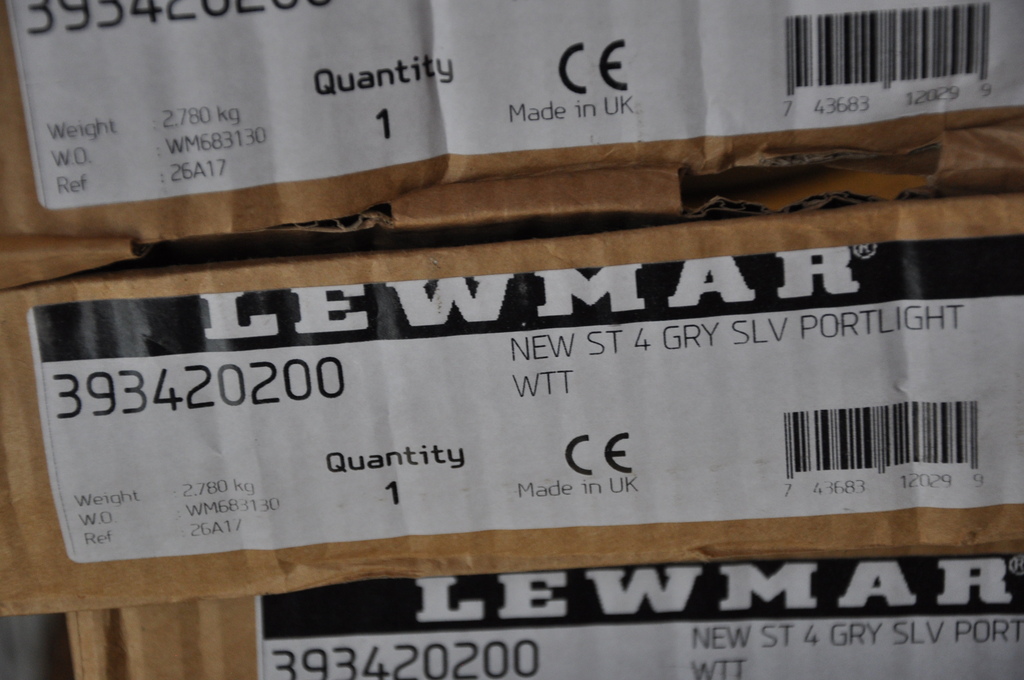 393420200
Quantity
1
CE
Made in UK
7 43683 12029 9
Weight : 2.780 kg
W.O. : WM683130
Ref : 26A17
LEWMAR®
393420200
NEW ST 4 GRY SLV PORTLIGHT
WTT
Quantity
1
CE
Made in UK
7 43683 12029 9
Weight : 2.780 kg
W.O. : WM683130
Ref : 26A17
LEWMAR®
393420200
NEW ST 4 GRY SLV PORT
WTT